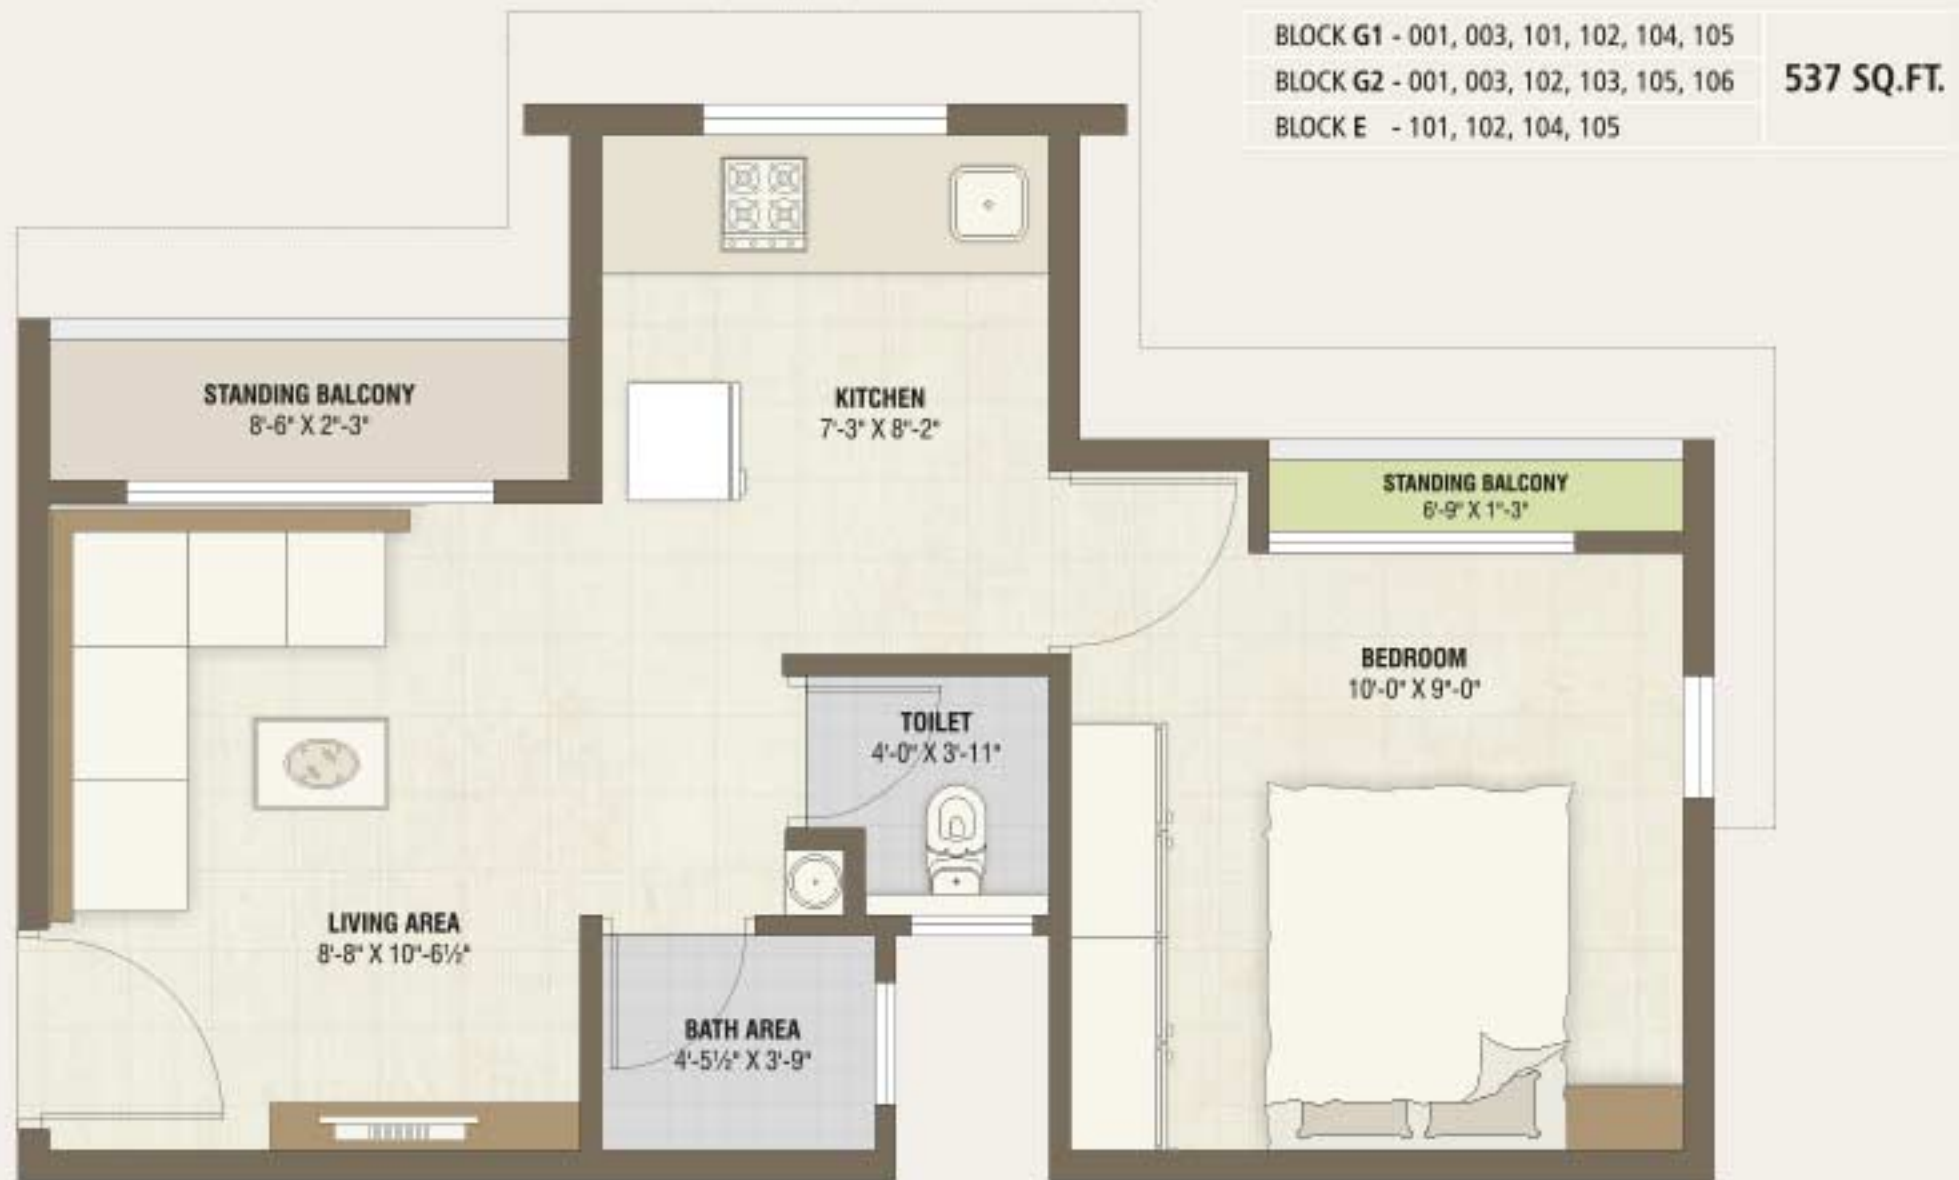 BLOCK G1 - 001, 003, 101, 102, 104, 105
BLOCK G2 - 001, 003, 102, 103, 105, 106
BLOCK E - 101, 102, 104, 105
537 SQ.FT.
STANDING BALCONY
8'-6" X 2"-3"
KITCHEN
7'-3" X 8"-2"
STANDING BALCONY
6'-9" X 1"-3"
BEDROOM
10'-0" X 9"-0"
TOILET
4'-0" X 3'-11"
LIVING AREA
8'-8" X 10"-6½"
BATH AREA
4'-5½" X 3'-9"